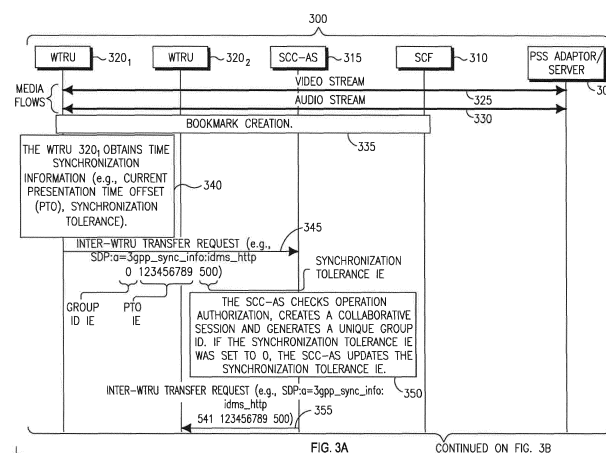 300
WTRU 320₁
WTRU 320₂
SCC-AS 315
SCF 310
PSS ADAPTOR/
SERVER
MEDIA
FLOWS
VIDEO STREAM
325
AUDIO STREAM
330
BOOKMARK CREATION.
335
THE WTRU 320₁ OBTAINS TIME
SYNCHRONIZATION
INFORMATION (e.g., CURRENT
PRESENTATION TIME OFFSET
(PTO), SYNCHRONIZATION
TOLERANCE).
340
INTER-WTRU TRANSFER REQUEST (e.g.,
345
SDP:a=3gpp_sync_info:idms_http
0 123456789 500)
SYNCHRONIZATION
TOLERANCE IE
GROUP
ID IE
PTO
IE
THE SCC-AS CHECKS OPERATION
AUTHORIZATION, CREATES A COLLABORATIVE
SESSION AND GENERATES A UNIQUE GROUP
ID. IF THE SYNCHRONIZATION TOLERANCE IE
WAS SET TO 0, THE SCC-AS UPDATES THE
SYNCHRONIZATION TOLERANCE IE.
350
INTER-WTRU TRANSFER REQUEST (e.g., SDP:a=3gpp_sync_info:
idms_http
541 123456789 500)
355
FIG. 3A
CONTINUED ON FIG. 3B